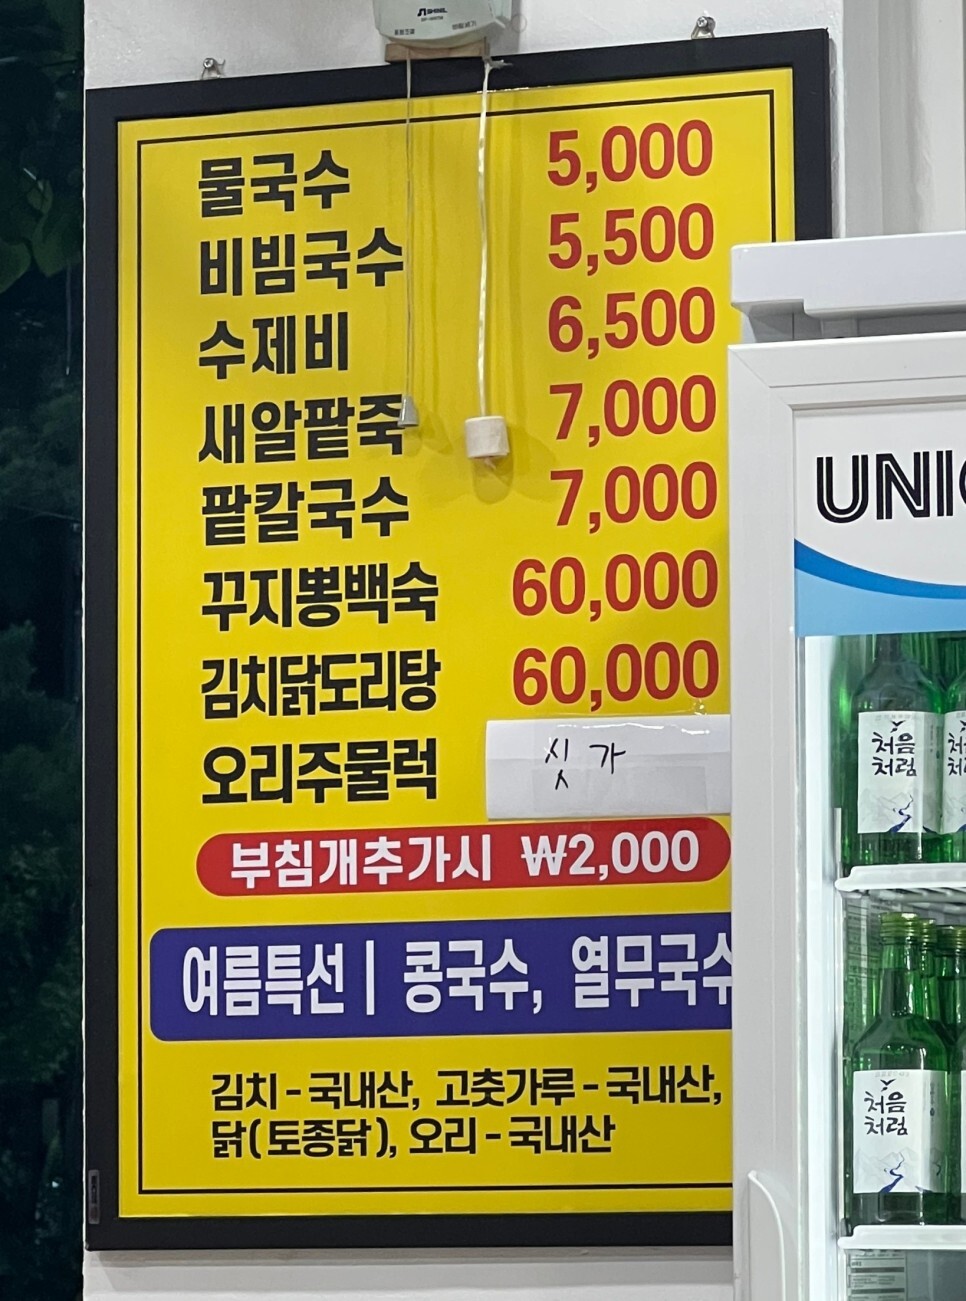 SHINIL
물국수 5,000
비빔국수 5,500
수제비 6,500
새알팥죽 7,000
팥칼국수 7,000
꾸지뽕백숙 60,000
김치닭도리탕 60,000
오리주물럭 싯가
부침개추가시 ₩2,000
여름특선 | 콩국수, 열무국수
김치-국내산, 고춧가루-국내산,
닭(토종닭), 오리-국내산
UNI
처음
처럼
처음
처럼